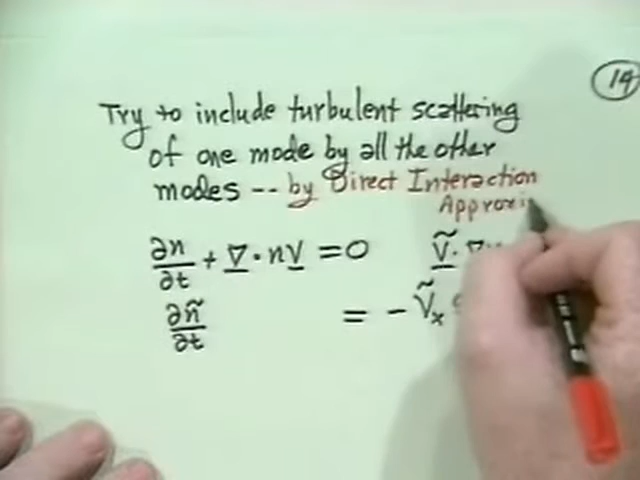 14
Try to include turbulent scattering
of one mode by all the other
modes -- by Direct Interaction
Approxi
∂n/∂t + ∇ · nV = 0 Ṽ · ∇
∂ñ/∂t = - Ṽx